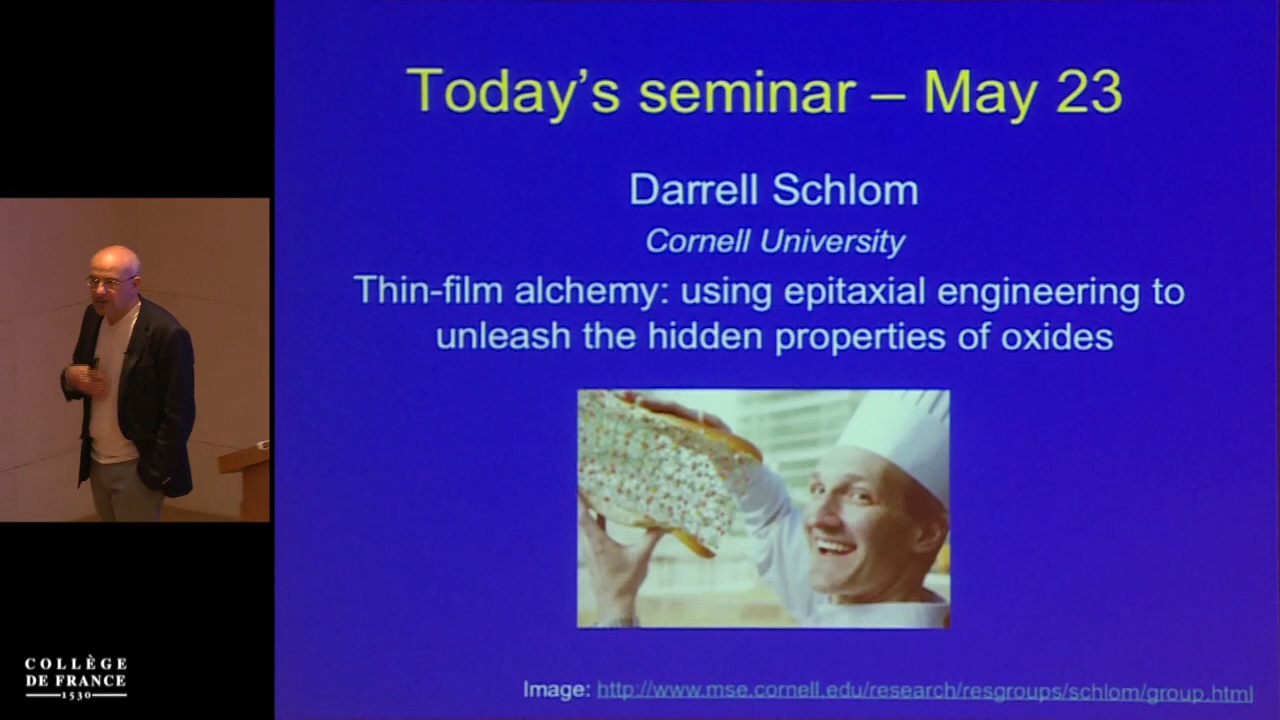 Today's seminar – May 23
Darrell Schlom
Cornell University
Thin-film alchemy: using epitaxial engineering to
unleash the hidden properties of oxides
Image: http://www.mse.cornell.edu/research/resgroups/schlom/group.html
COLLÈGE
DE FRANCE
1530